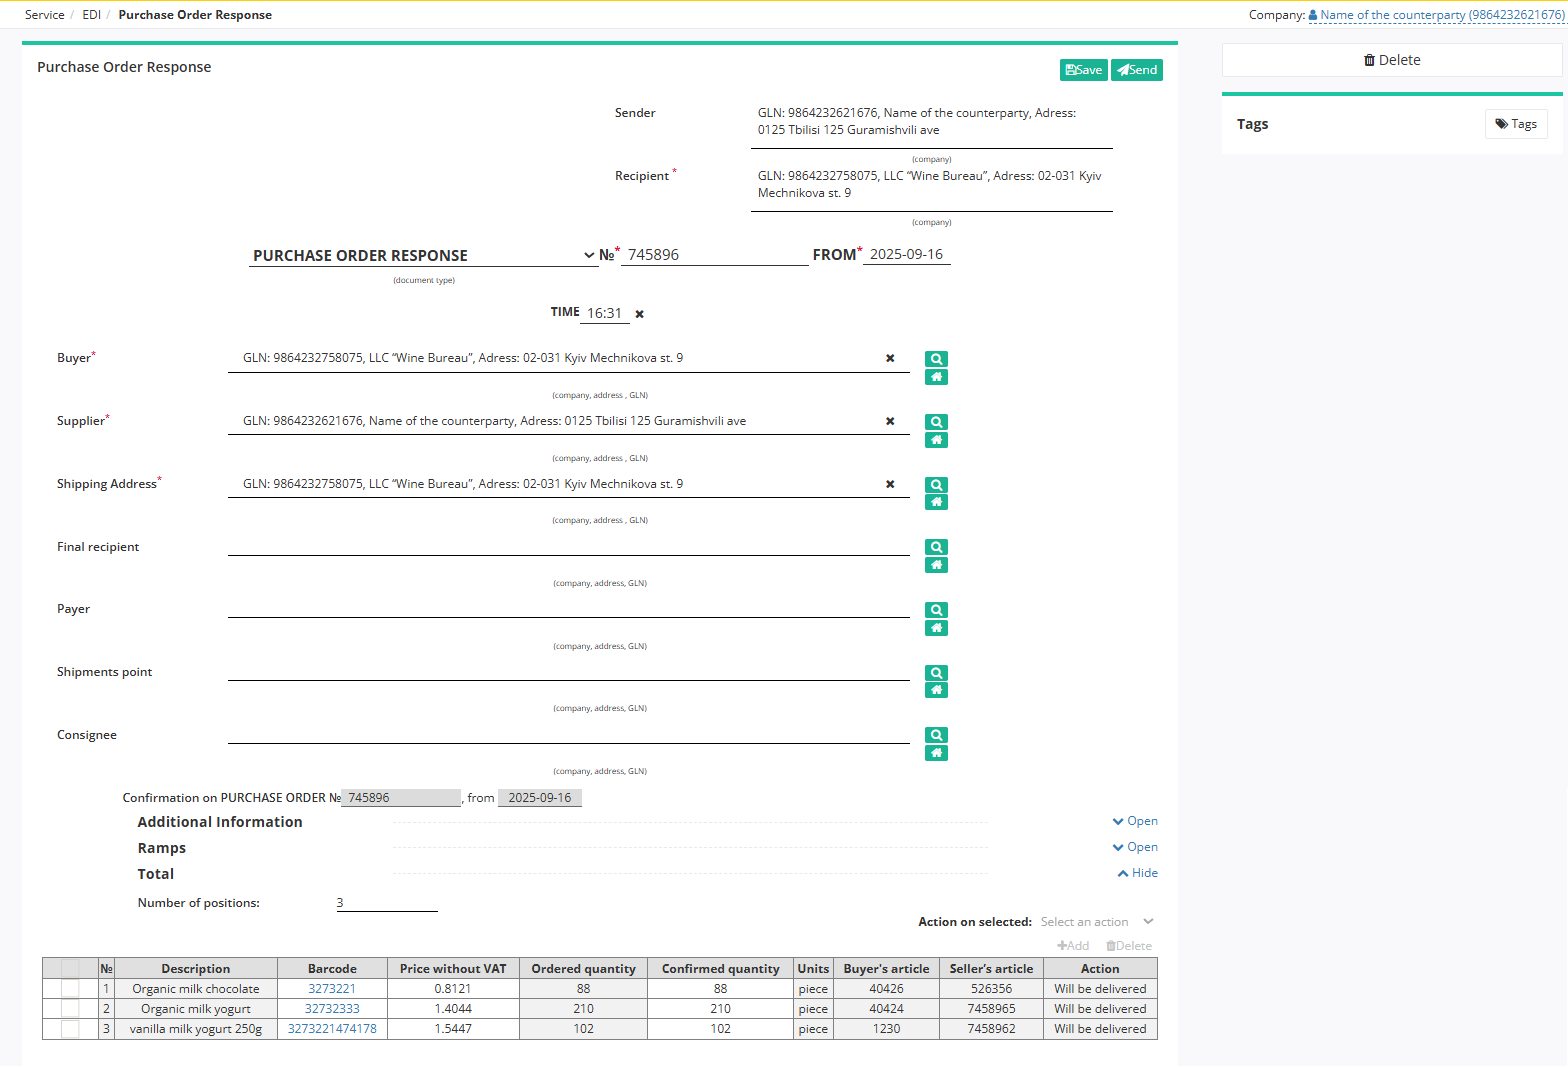 Service / EDI / Purchase Order Response
Company: Name of the counterparty (9864232621676)
Purchase Order Response
Save Send
Delete
Tags
Tags
Sender
GLN: 9864232621676, Name of the counterparty, Adress:
0125 Tbilisi 125 Guramishvili ave
(company)
Recipient *
GLN: 9864232758075, LLC “Wine Bureau”, Adress: 02-031 Kyiv
Mechnikova st. 9
(company)
PURCHASE ORDER RESPONSE №* 745896 FROM* 2025-09-16
(document type)
TIME 16:31
Buyer* GLN: 9864232758075, LLC “Wine Bureau”, Adress: 02-031 Kyiv Mechnikova st. 9
(company, address , GLN)
Supplier* GLN: 9864232621676, Name of the counterparty, Adress: 0125 Tbilisi 125 Guramishvili ave
(company, address , GLN)
Shipping Address* GLN: 9864232758075, LLC “Wine Bureau”, Adress: 02-031 Kyiv Mechnikova st. 9
(company, address , GLN)
Final recipient
(company, address, GLN)
Payer
(company, address, GLN)
Shipments point
(company, address, GLN)
Consignee
(company, address, GLN)
Confirmation on PURCHASE ORDER № 745896 , from 2025-09-16
Additional Information Open
Ramps Open
Total Hide
Number of positions: 3
Action on selected: Select an action
Add Delete
№ Description Barcode Price without VAT Ordered quantity Confirmed quantity Units Buyer's article Seller’s article Action
1 Organic milk chocolate 3273221 0.8121 88 88 piece 40426 526356 Will be delivered
2 Organic milk yogurt 32732333 1.4044 210 210 piece 40424 7458965 Will be delivered
3 vanilla milk yogurt 250g 3273221474178 1.5447 102 102 piece 1230 7458962 Will be delivered